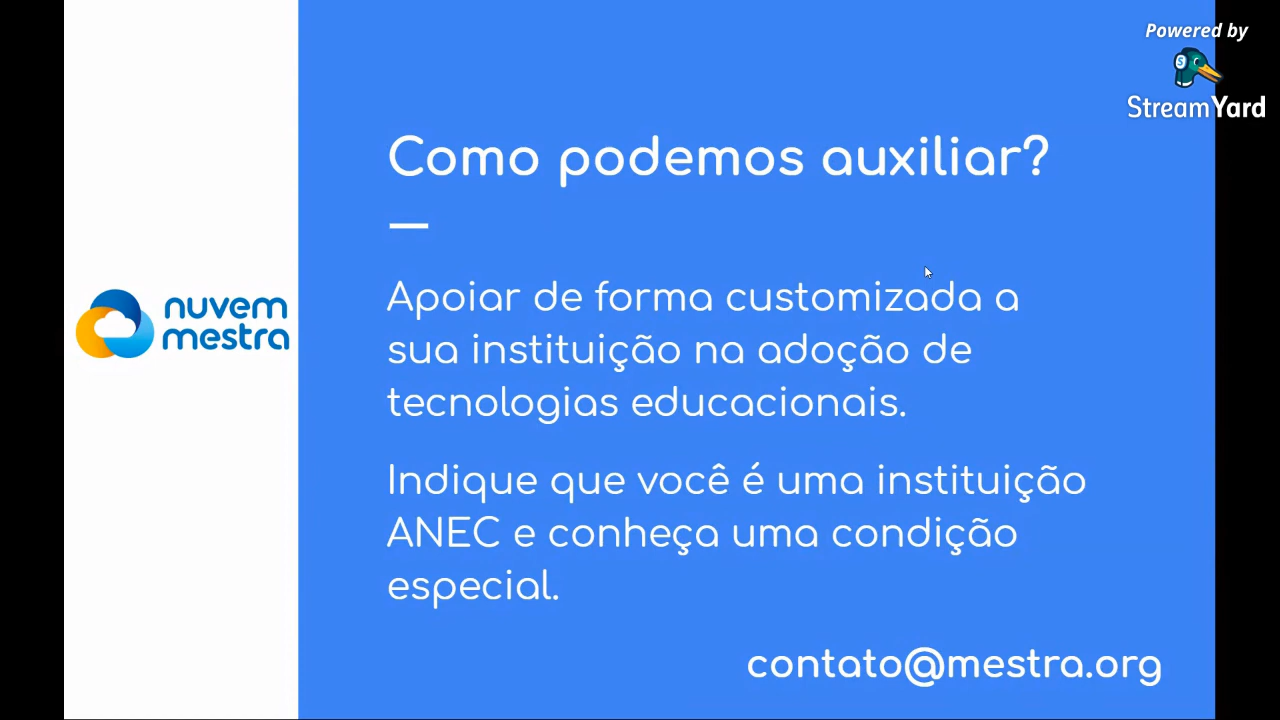 Powered by
StreamYard
Como podemos auxiliar?
nuvem
mestra
Apoiar de forma customizada a
sua instituição na adoção de
tecnologias educacionais.
Indique que você é uma instituição
ANEC e conheça uma condição
especial.
contato@mestra.org